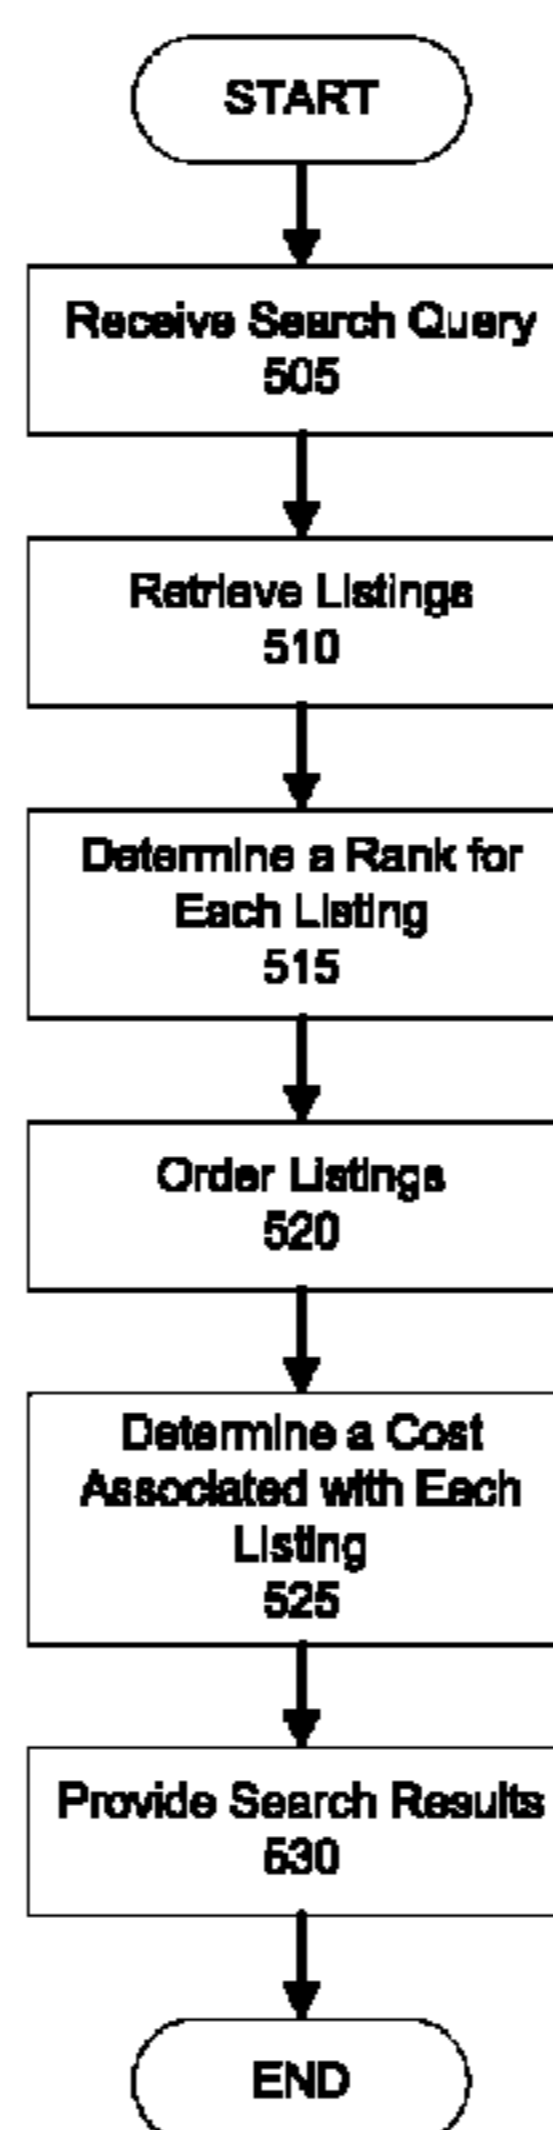 START
Receive Search Query
505
Retrieve Listings
510
Determine a Rank for
Each Listing
515
Order Listings
520
Determine a Cost
Associated with Each
Listing
525
Provide Search Results
530
END